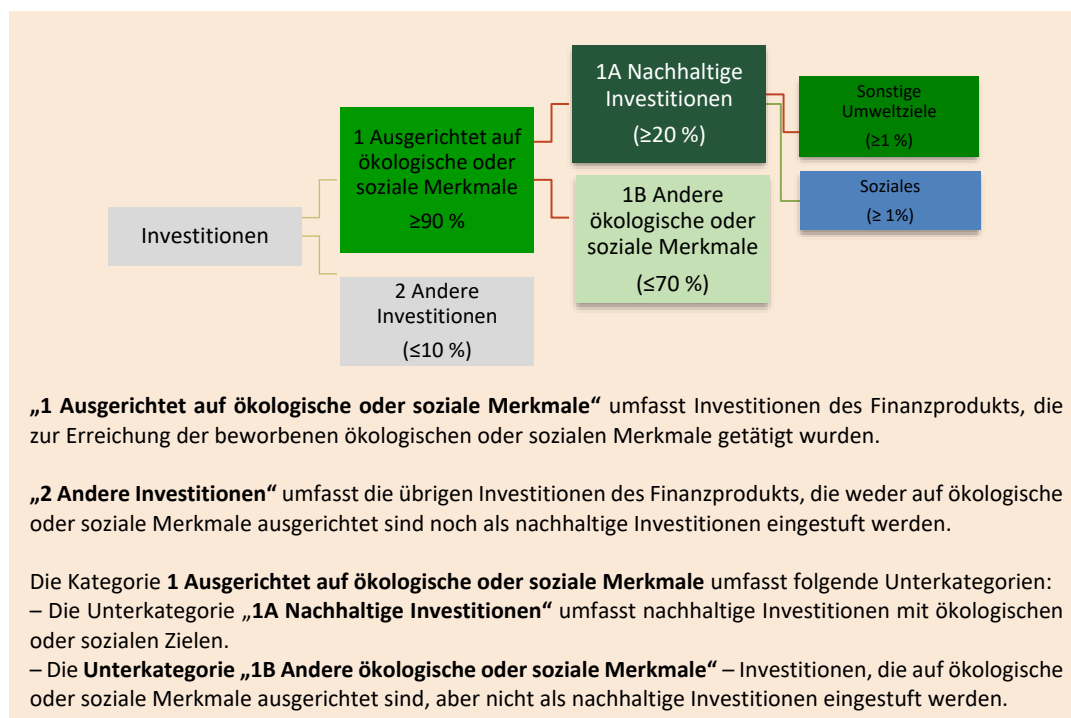 Investitionen
1 Ausgerichtet auf
ökologische oder
soziale Merkmale
≥90 %
2 Andere
Investitionen
(≤10 %)
1A Nachhaltige
Investitionen
(≥20 %)
1B Andere
ökologische oder
soziale Merkmale
(≤70 %)
Sonstige
Umweltziele
(≥1 %)
Soziales
(≥ 1%)
„1 Ausgerichtet auf ökologische oder soziale Merkmale“ umfasst Investitionen des Finanzprodukts, die
zur Erreichung der beworbenen ökologischen oder sozialen Merkmale getätigt wurden.
„2 Andere Investitionen“ umfasst die übrigen Investitionen des Finanzprodukts, die weder auf ökologische
oder soziale Merkmale ausgerichtet sind noch als nachhaltige Investitionen eingestuft werden.
Die Kategorie 1 Ausgerichtet auf ökologische oder soziale Merkmale umfasst folgende Unterkategorien:
– Die Unterkategorie „1A Nachhaltige Investitionen“ umfasst nachhaltige Investitionen mit ökologischen
oder sozialen Zielen.
– Die Unterkategorie „1B Andere ökologische oder soziale Merkmale“ – Investitionen, die auf ökologische
oder soziale Merkmale ausgerichtet sind, aber nicht als nachhaltige Investitionen eingestuft werden.